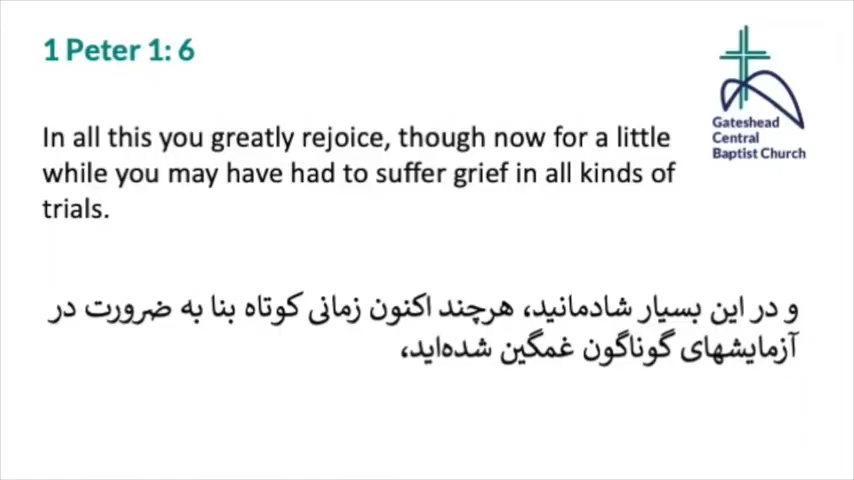 1 Peter 1: 6
Gateshead
Central
Baptist Church
In all this you greatly rejoice, though now for a little
while you may have had to suffer grief in all kinds of
trials.
و در این بسیار شادمانید، هرچند اکنون زمانی کوتاه بنا به ضرورت در
آزمایشهای گوناگون غمگین شده‌اید،